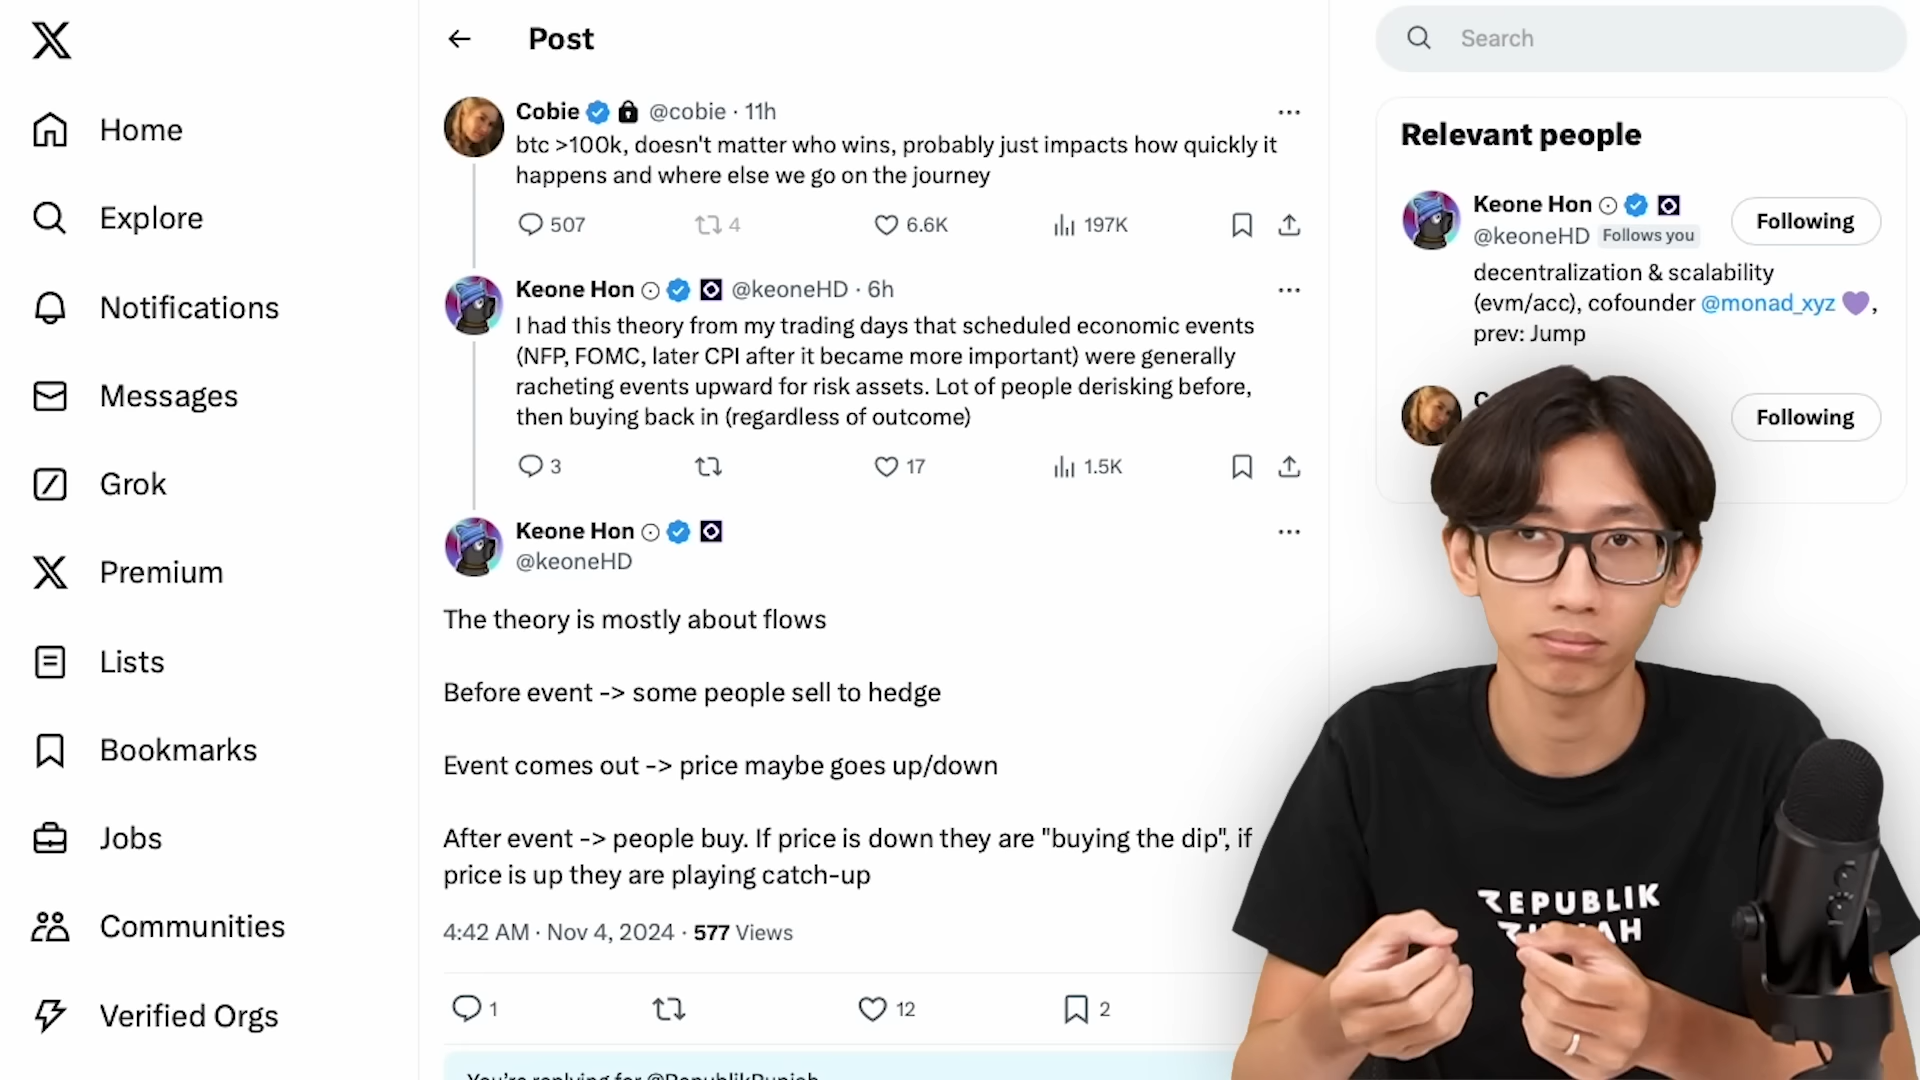 Home
Explore
Notifications
Messages
Grok
Premium
Lists
Bookmarks
Jobs
Communities
Verified Orgs
Post
Cobie @cobie · 11h
btc >100k, doesn't matter who wins, probably just impacts how quickly it
happens and where else we go on the journey
507 4 6.6K 197K
Keone Hon @keoneHD · 6h
I had this theory from my trading days that scheduled economic events
(NFP, FOMC, later CPI after it became more important) were generally
racheting events upward for risk assets. Lot of people derisking before,
then buying back in (regardless of outcome)
3 17 1.5K
Keone Hon
@keoneHD
The theory is mostly about flows
Before event -> some people sell to hedge
Event comes out -> price maybe goes up/down
After event -> people buy. If price is down they are "buying the dip", if
price is up they are playing catch-up
4:42 AM · Nov 4, 2024 · 577 Views
1 12 2
You're replying for @RepublikRupiah
Search
Relevant people
Keone Hon
@keoneHD Follows you
Following
decentralization & scalability
(evm/acc), cofounder @monad_xyz 💜,
prev: Jump
Following
REPUBLIK